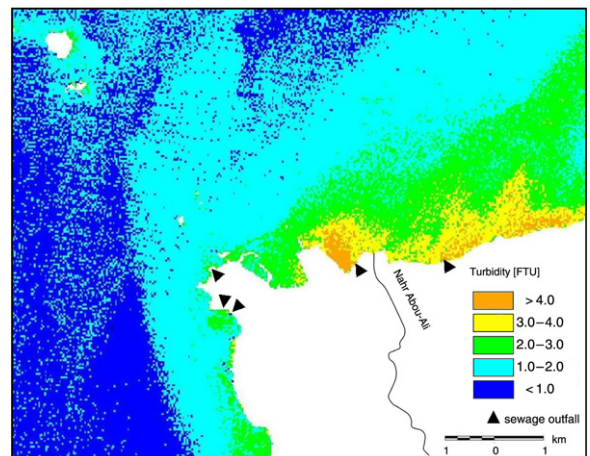 Nahr Abou-Ali
Turbidity [FTU]
> 4.0
3.0–4.0
2.0–3.0
1.0–2.0
< 1.0
sewage outfall
km
1 0 1